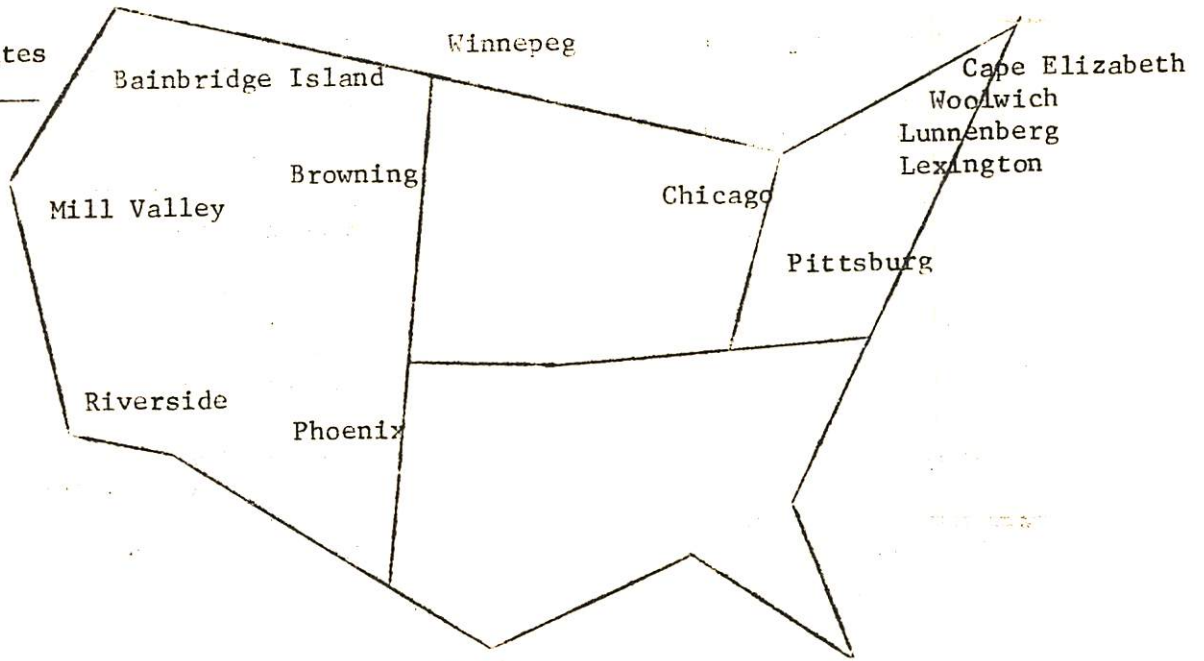 Winnepeg
tes
Cape Elizabeth
Bainbridge Island
Woolwich
Lunnenberg
Lexington
Browning
Chicago
Mill Valley
Pittsburg
Riverside
Phoenix